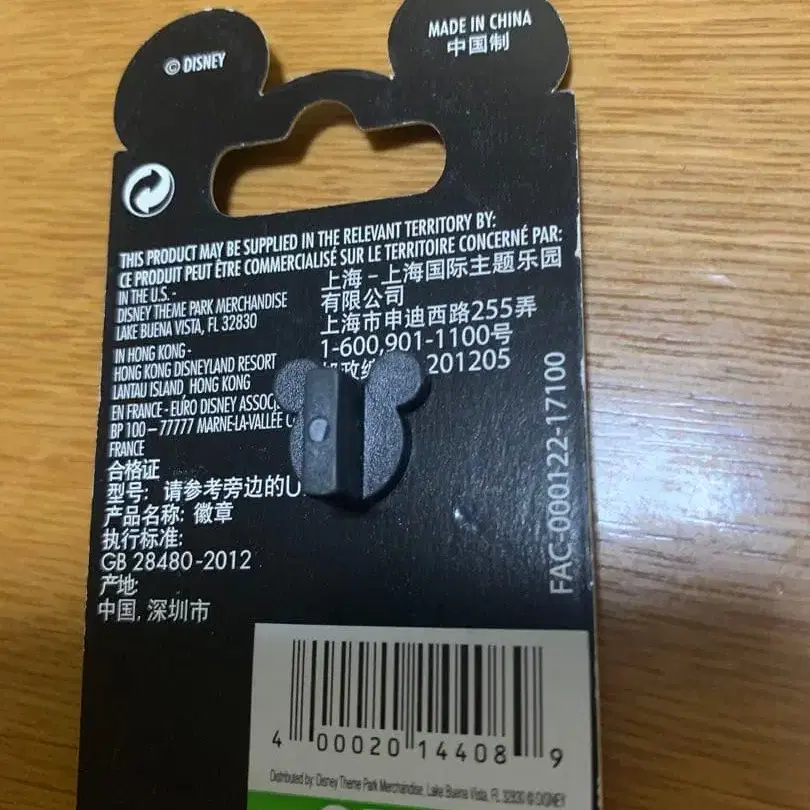 © DISNEY
MADE IN CHINA
中国制
THIS PRODUCT MAY BE SUPPLIED IN THE RELEVANT TERRITORY BY:
CE PRODUIT PEUT ÊTRE COMMERCIALISÉ SUR LE TERRITOIRE CONCERNÉ PAR:
IN THE U.S. -
DISNEY THEME PARK MERCHANDISE
LAKE BUENA VISTA, FL 32830
IN HONG KONG -
HONG KONG DISNEYLAND RESORT
LANTAU ISLAND, HONG KONG
EN FRANCE - EURO DISNEY
BP 100 – 77777 MARNE-LA-VALLÉE
FRANCE
上海 – 上海国际主题乐园
有限公司
上海市申迪西路255弄
1-600,901-1100号
邮政 201205
合格证
型号: 请参考旁边的U
产品名称: 徽章
执行标准:
GB 28480-2012
产地:
中国, 深圳市
FAC-000122-17100
4 00020 14408 9
Distributed by: Disney Theme Park Merchandise, Lake Buena Vista, FL 32830 © DISNEY